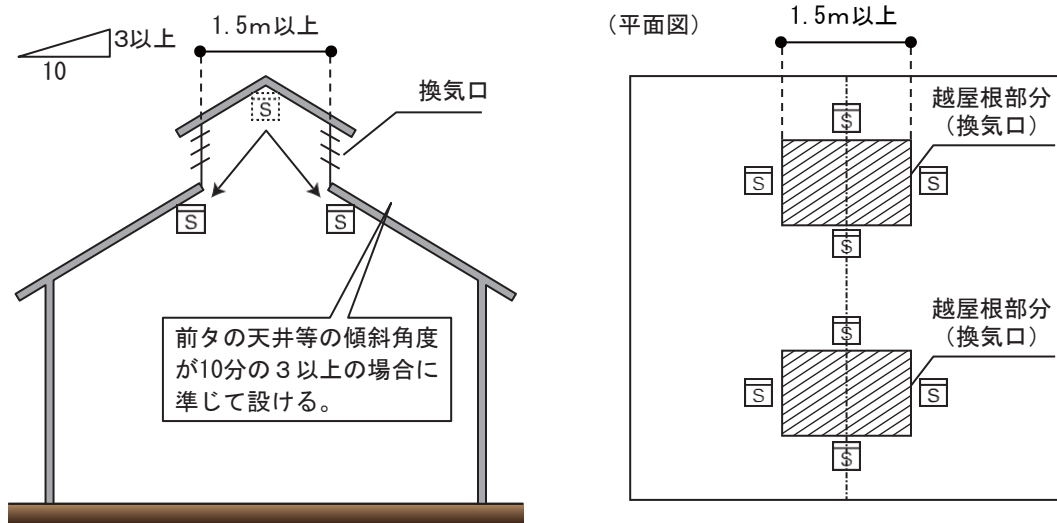 3以上
10
1.5m以上
換気口
S
S
S
前タの天井等の傾斜角度
が10分の3以上の場合に
準じて設ける。
(平面図)
1.5m以上
越屋根部分
(換気口)
S
S
S
S
越屋根部分
(換気口)
S
S
S
S